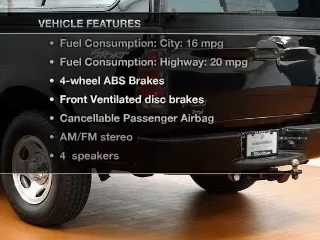 VEHICLE FEATURES
• Fuel Consumption: City: 16 mpg
• Fuel Consumption: Highway: 20 mpg
• 4-wheel ABS Brakes
• Front Ventilated disc brakes
• Cancellable Passenger Airbag
• AM/FM stereo
• 4 speakers